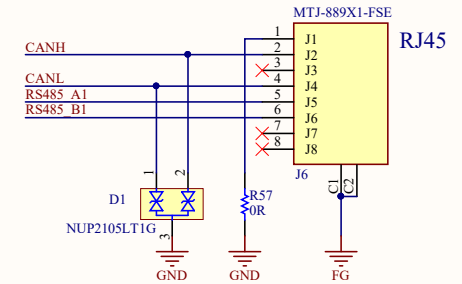 MTJ-889X1-FSE
RJ45
1 J1
CANH 2 J2
3 J3
CANL 4 J4
RS485_A1 5 J5
RS485_B1 6 J6
7 J7
8 J8
J6
C1 C2
1 2
D1
R57
0R
NUP2105LT1G
3
GND GND FG